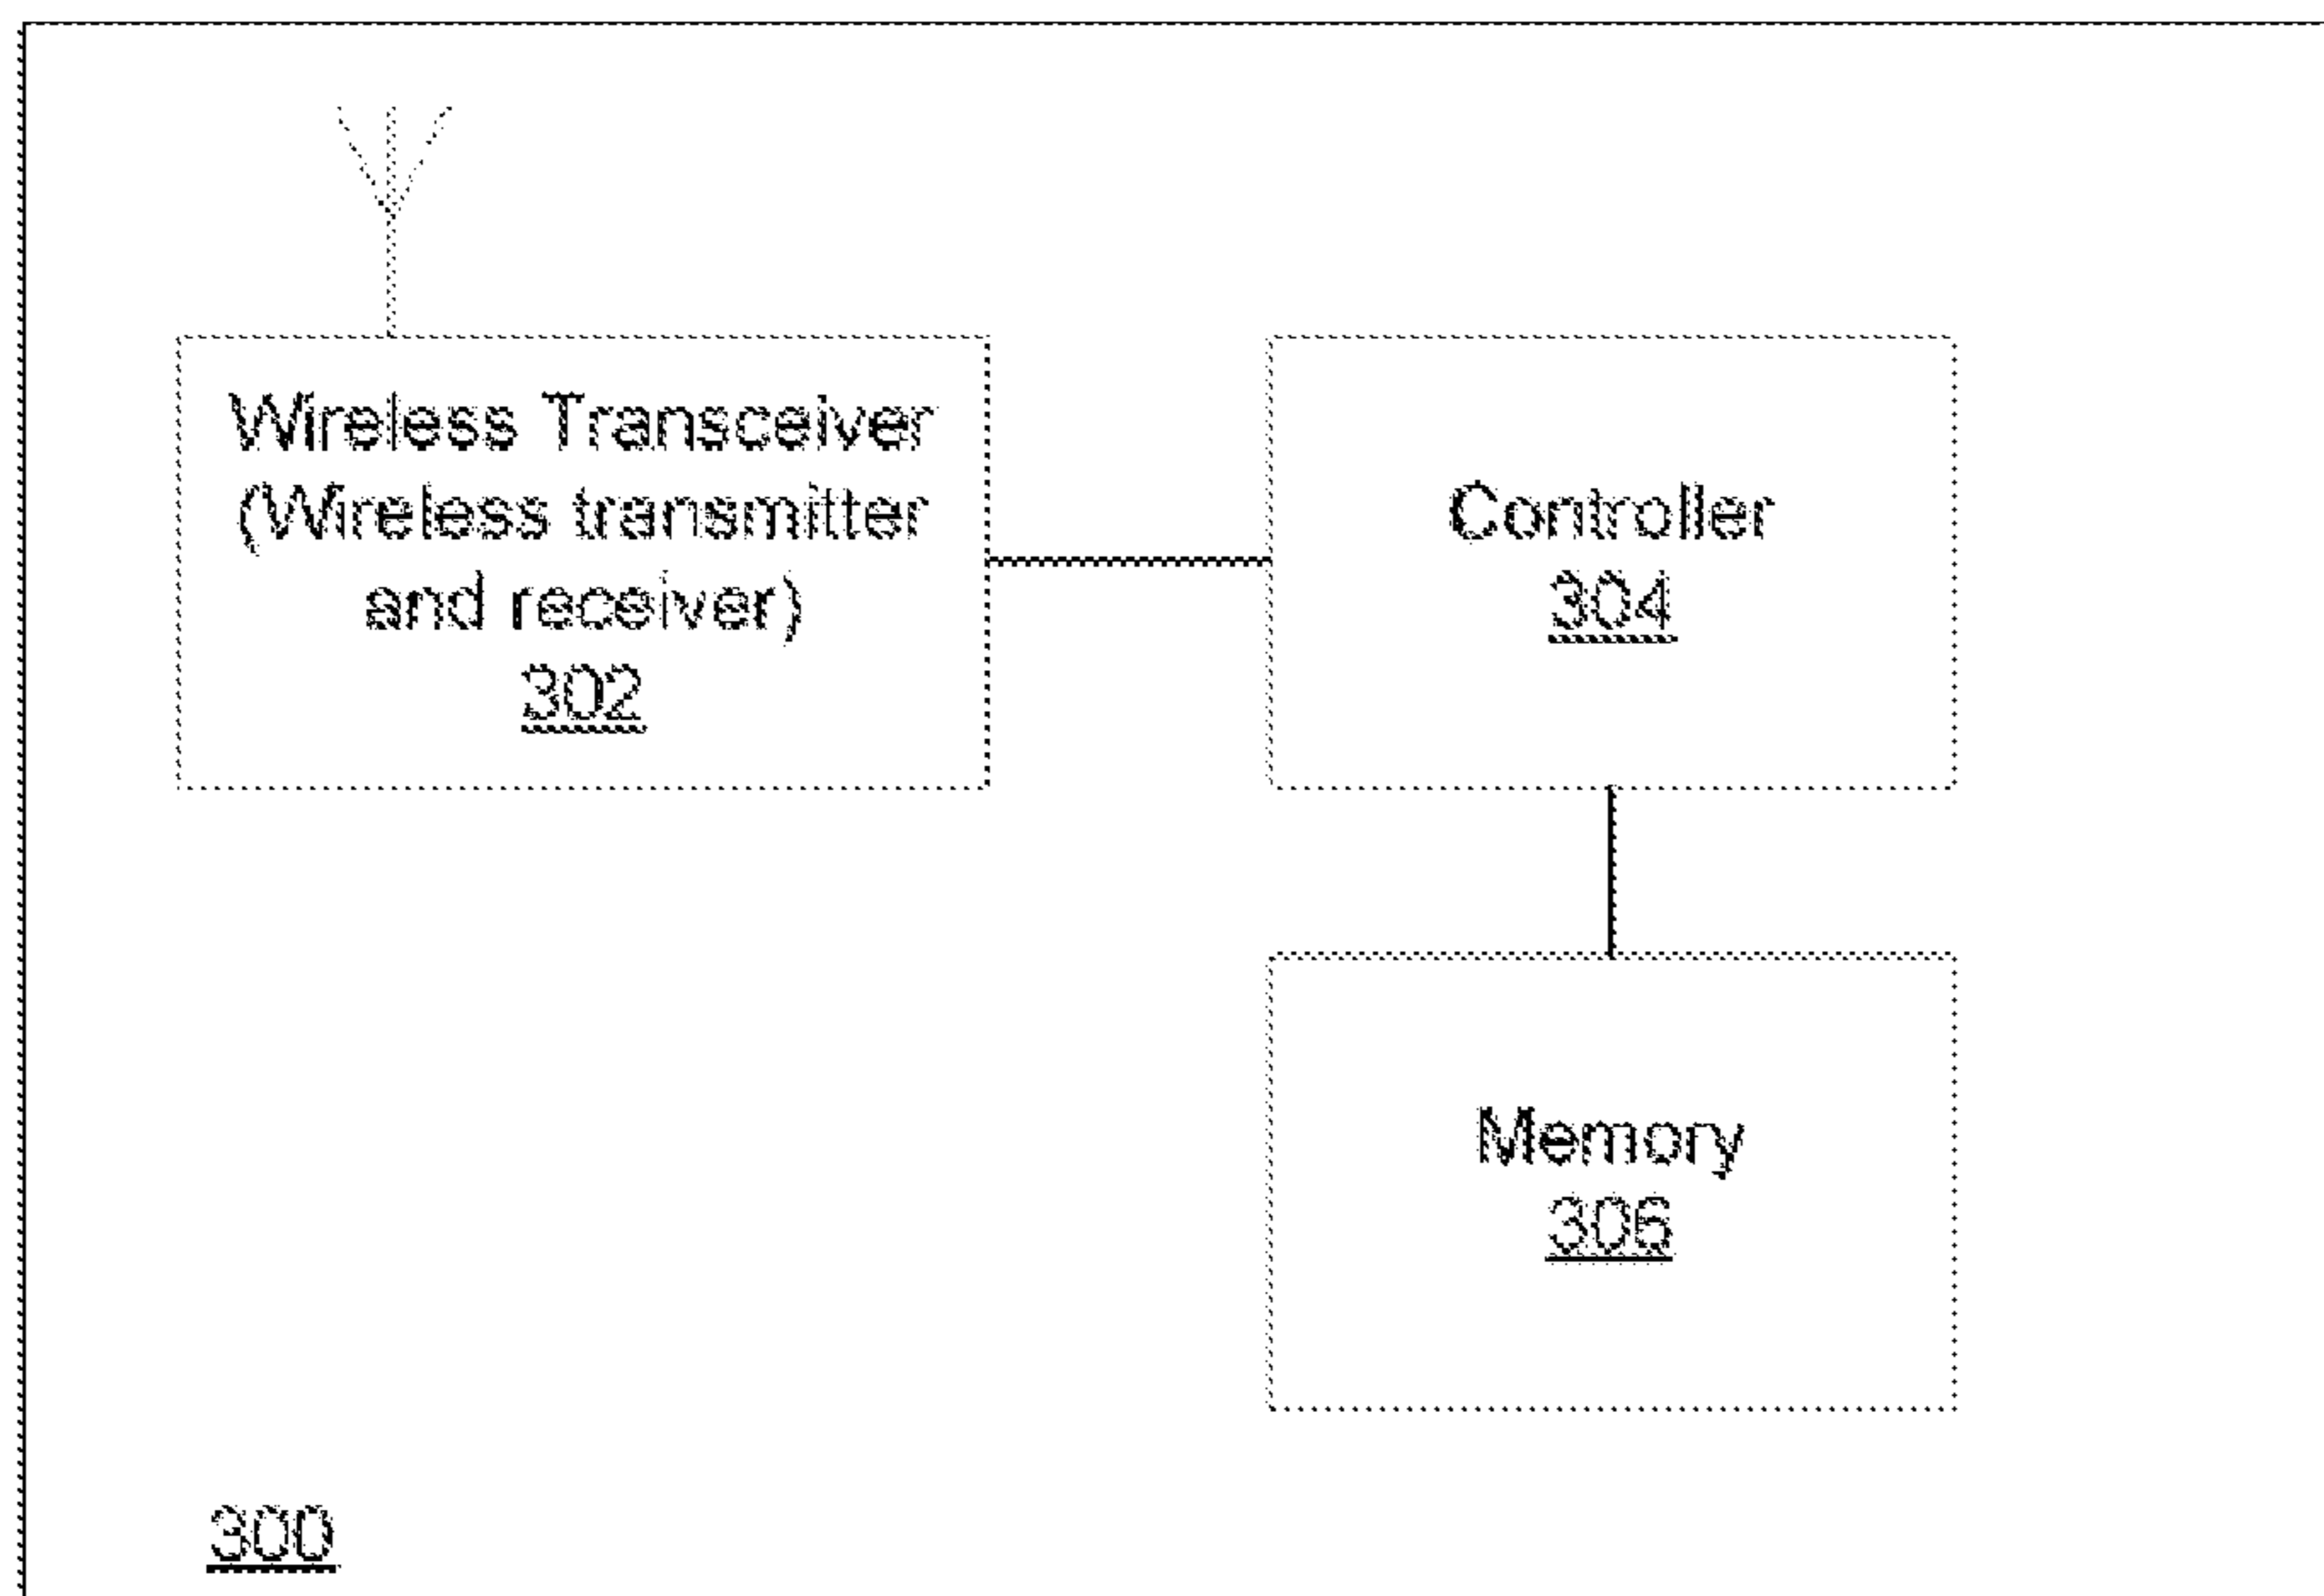 Wireless Transceiver
(Wireless transmitter
and receiver)
302
Controller
304
Memory
306
300